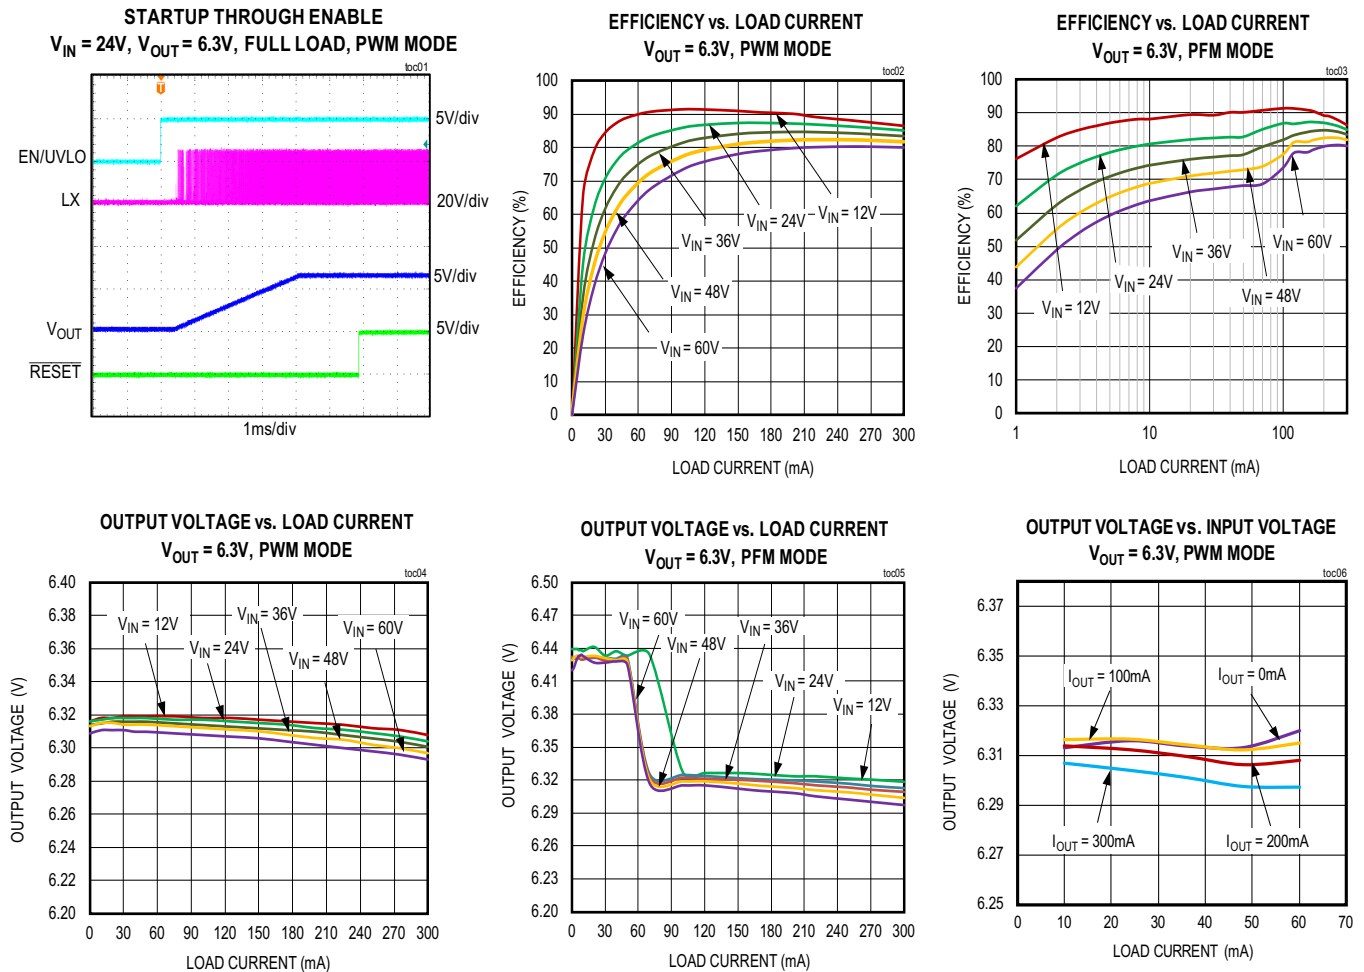 STARTUP THROUGH ENABLE
VIN = 24V, VOUT = 6.3V, FULL LOAD, PWM MODE
toc01
T
5V/div
EN/UVLO
LX
20V/div
5V/div
VOUT
5V/div
RESET
1ms/div
EFFICIENCY vs. LOAD CURRENT
VOUT = 6.3V, PWM MODE
toc02
100
90
80
70
60
50
40
30
20
10
0
EFFICIENCY (%)
VIN = 12V
VIN = 24V
VIN = 36V
VIN = 48V
VIN = 60V
0 30 60 90 120 150 180 210 240 270 300
LOAD CURRENT (mA)
EFFICIENCY vs. LOAD CURRENT
VOUT = 6.3V, PFM MODE
toc03
100
90
80
70
60
50
40
30
20
10
0
EFFICIENCY (%)
VIN = 60V
VIN = 36V
VIN = 24V
VIN = 48V
VIN = 12V
1 10 100
LOAD CURRENT (mA)
OUTPUT VOLTAGE vs. LOAD CURRENT
VOUT = 6.3V, PWM MODE
toc04
6.40
6.38
6.36
6.34
6.32
6.30
6.28
6.26
6.24
6.22
6.20
OUTPUT VOLTAGE (V)
VIN = 12V
VIN = 36V
VIN = 60V
VIN = 24V
VIN = 48V
0 30 60 90 120 150 180 210 240 270 300
LOAD CURRENT (mA)
OUTPUT VOLTAGE vs. LOAD CURRENT
VOUT = 6.3V, PFM MODE
toc05
6.50
6.47
6.44
6.41
6.38
6.35
6.32
6.29
6.26
6.23
6.20
OUTPUT VOLTAGE (V)
VIN = 60V
VIN = 36V
VIN = 48V
VIN = 24V
VIN = 12V
0 30 60 90 120 150 180 210 240 270 300
LOAD CURRENT (mA)
OUTPUT VOLTAGE vs. INPUT VOLTAGE
VOUT = 6.3V, PWM MODE
toc06
6.37
6.35
6.33
6.31
6.29
6.27
6.25
OUTPUT VOLTAGE (V)
IOUT = 100mA
IOUT = 0mA
IOUT = 300mA
IOUT = 200mA
0 10 20 30 40 50 60 70
LOAD CURRENT (mA)